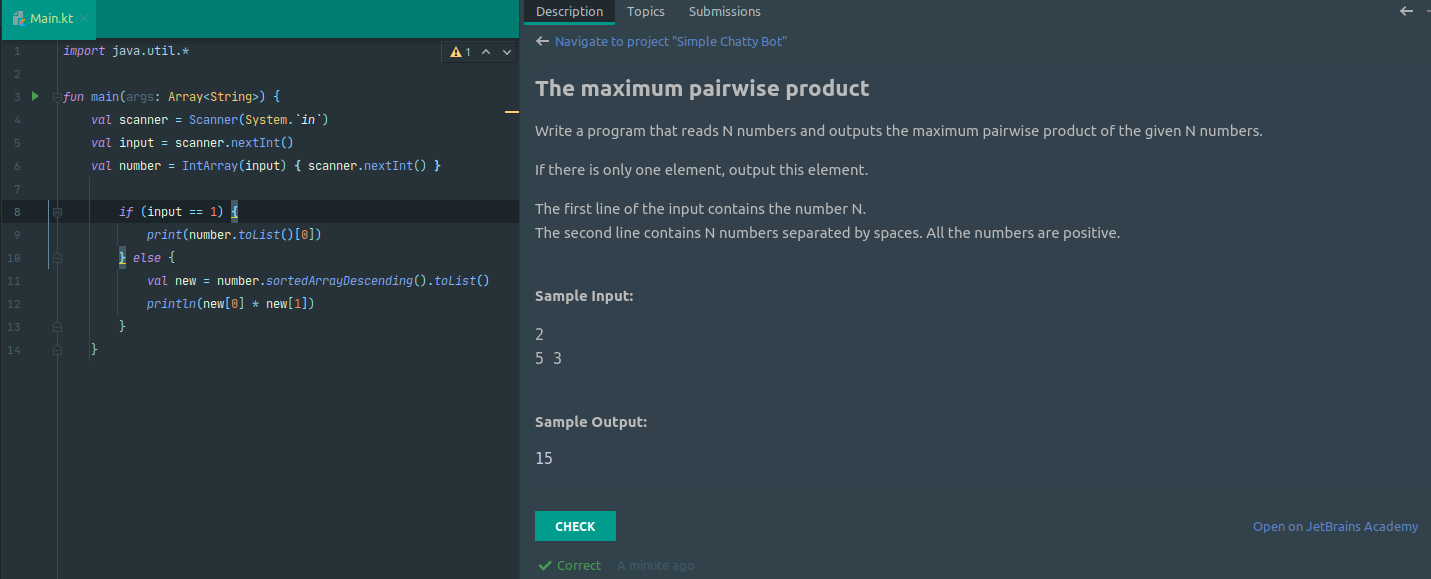 Main.kt
1 import java.util.*
1
2
3 fun main(args: Array<String>) {
4 val scanner = Scanner(System.`in`)
5 val input = scanner.nextInt()
6 val number = IntArray(input) { scanner.nextInt() }
7
8 if (input == 1) {
9 print(number.toList()[0])
10 } else {
11 val new = number.sortedArrayDescending().toList()
12 println(new[0] * new[1])
13 }
14 }
Description Topics Submissions
Navigate to project "Simple Chatty Bot"
The maximum pairwise product
Write a program that reads N numbers and outputs the maximum pairwise product of the given N numbers.
If there is only one element, output this element.
The first line of the input contains the number N.
The second line contains N numbers separated by spaces. All the numbers are positive.
Sample Input:
2
5 3
Sample Output:
15
CHECK
Open on JetBrains Academy
Correct A minute ago